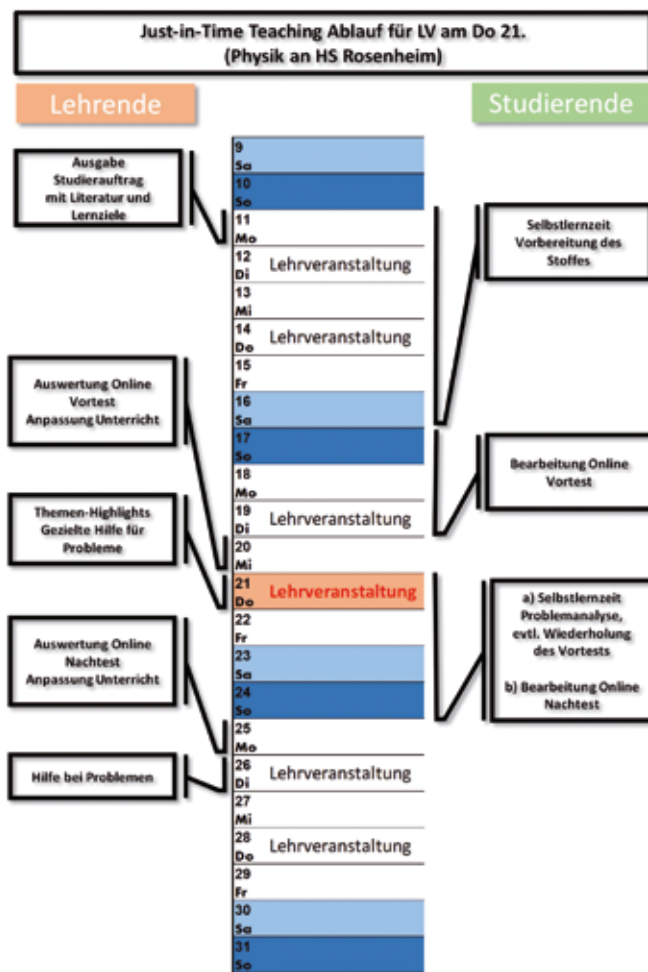 Just-in-Time Teaching Ablauf für LV am Do 21.
(Physik an HS Rosenheim)
Lehrende
Studierende
Ausgabe
Studierauftrag
mit Literatur und
Lernziele
Auswertung Online
Vortest
Anpassung Unterricht
Themen-Highlights
Gezielte Hilfe für
Probleme
Auswertung Online
Nachtest
Anpassung Unterricht
Hilfe bei Problemen
9
Sa
10
So
11
Mo
12
Di
Lehrveranstaltung
13
Mi
14
Do
Lehrveranstaltung
15
Fr
16
Sa
17
So
18
Mo
19
Di
Lehrveranstaltung
20
Mi
21
Do
Lehrveranstaltung
22
Fr
23
Sa
24
So
25
Mo
26
Di
Lehrveranstaltung
27
Mi
28
Do
Lehrveranstaltung
29
Fr
30
Sa
31
So
Selbstlernzeit
Vorbereitung des
Stoffes
Bearbeitung Online
Vortest
a) Selbstlernzeit
Problemanalyse,
evtl. Wiederholung
des Vortests
b) Bearbeitung Online
Nachtest